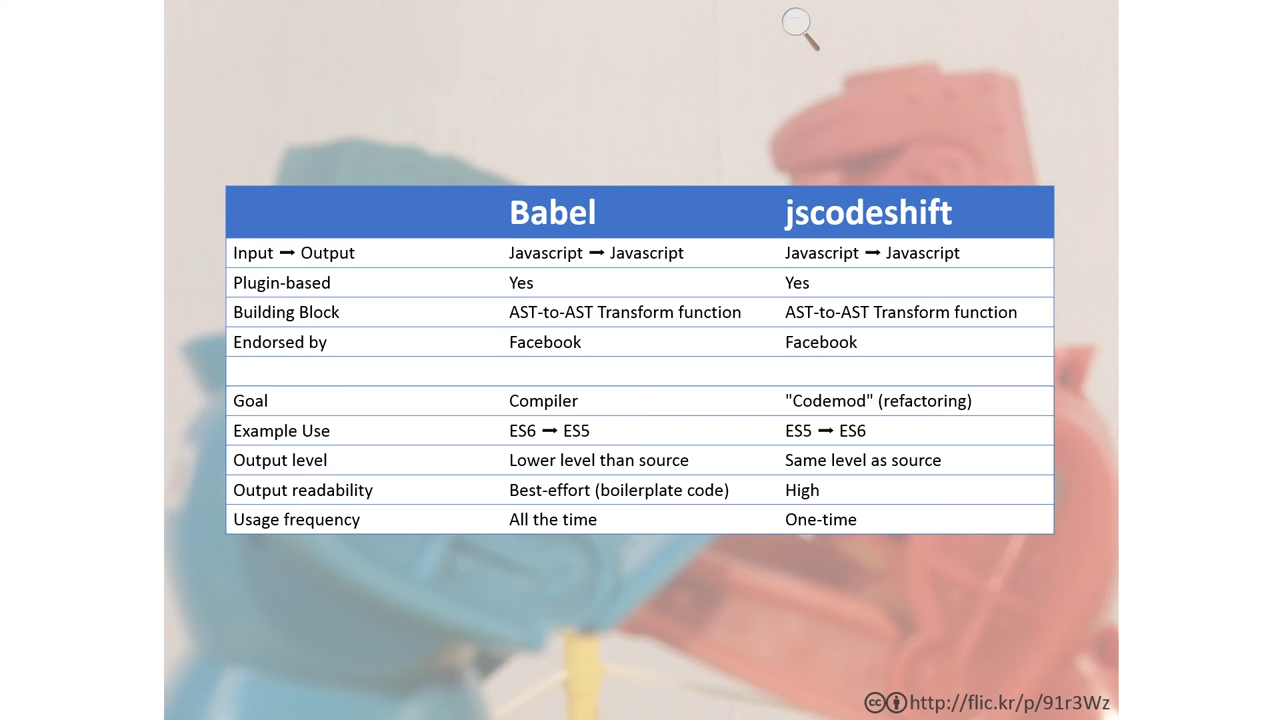 Babel jscodeshift
Input ➞ Output Javascript ➞ Javascript Javascript ➞ Javascript
Plugin-based Yes Yes
Building Block AST-to-AST Transform function AST-to-AST Transform function
Endorsed by Facebook Facebook
Goal Compiler "Codemod" (refactoring)
Example Use ES6 ➞ ES5 ES5 ➞ ES6
Output level Lower level than source Same level as source
Output readability Best-effort (boilerplate code) High
Usage frequency All the time One-time
cc http://flic.kr/p/91r3Wz